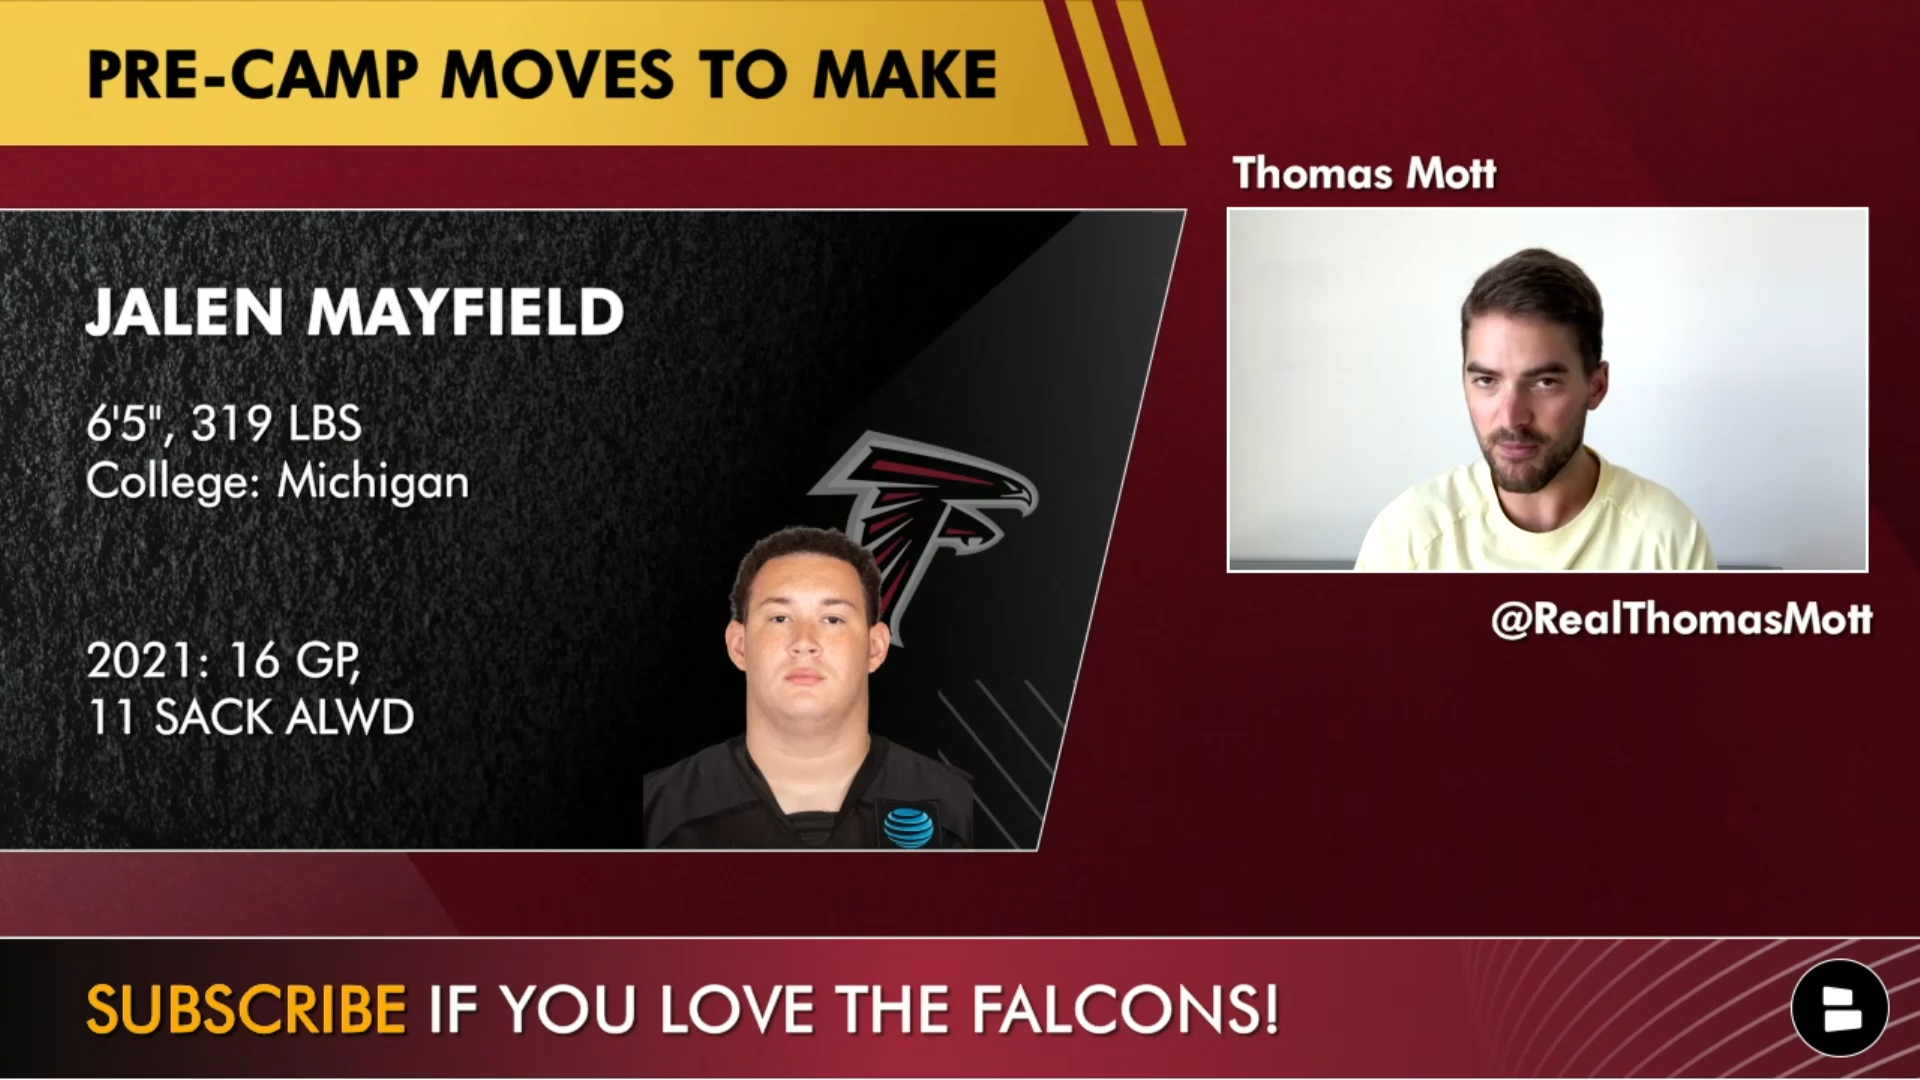 PRE-CAMP MOVES TO MAKE
Thomas Mott
JALEN MAYFIELD
6'5", 319 LBS
College: Michigan
2021: 16 GP,
11 SACK ALWD
@RealThomasMott
SUBSCRIBE IF YOU LOVE THE FALCONS!